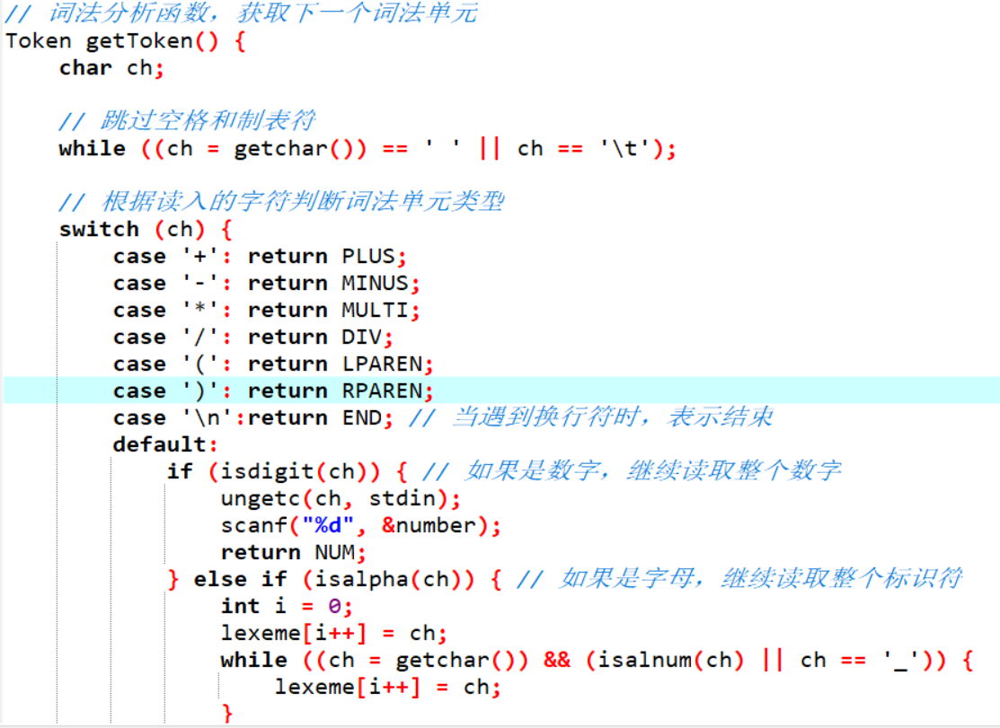 // 词法分析函数，获取下一个词法单元
Token getToken() {
    char ch;

    // 跳过空格和制表符
    while ((ch = getchar()) == ' ' || ch == '\t');

    // 根据读入的字符判断词法单元类型
    switch (ch) {
        case '+': return PLUS;
        case '-': return MINUS;
        case '*': return MULTI;
        case '/': return DIV;
        case '(': return LPAREN;
        case ')': return RPAREN;
        case '\n':return END; // 当遇到换行符时，表示结束
        default:
            if (isdigit(ch)) { // 如果是数字，继续读取整个数字
                ungetc(ch, stdin);
                scanf("%d", &number);
                return NUM;
            } else if (isalpha(ch)) { // 如果是字母，继续读取整个标识符
                int i = 0;
                lexeme[i++] = ch;
                while ((ch = getchar()) && (isalnum(ch) || ch == '_')) {
                    lexeme[i++] = ch;
                }